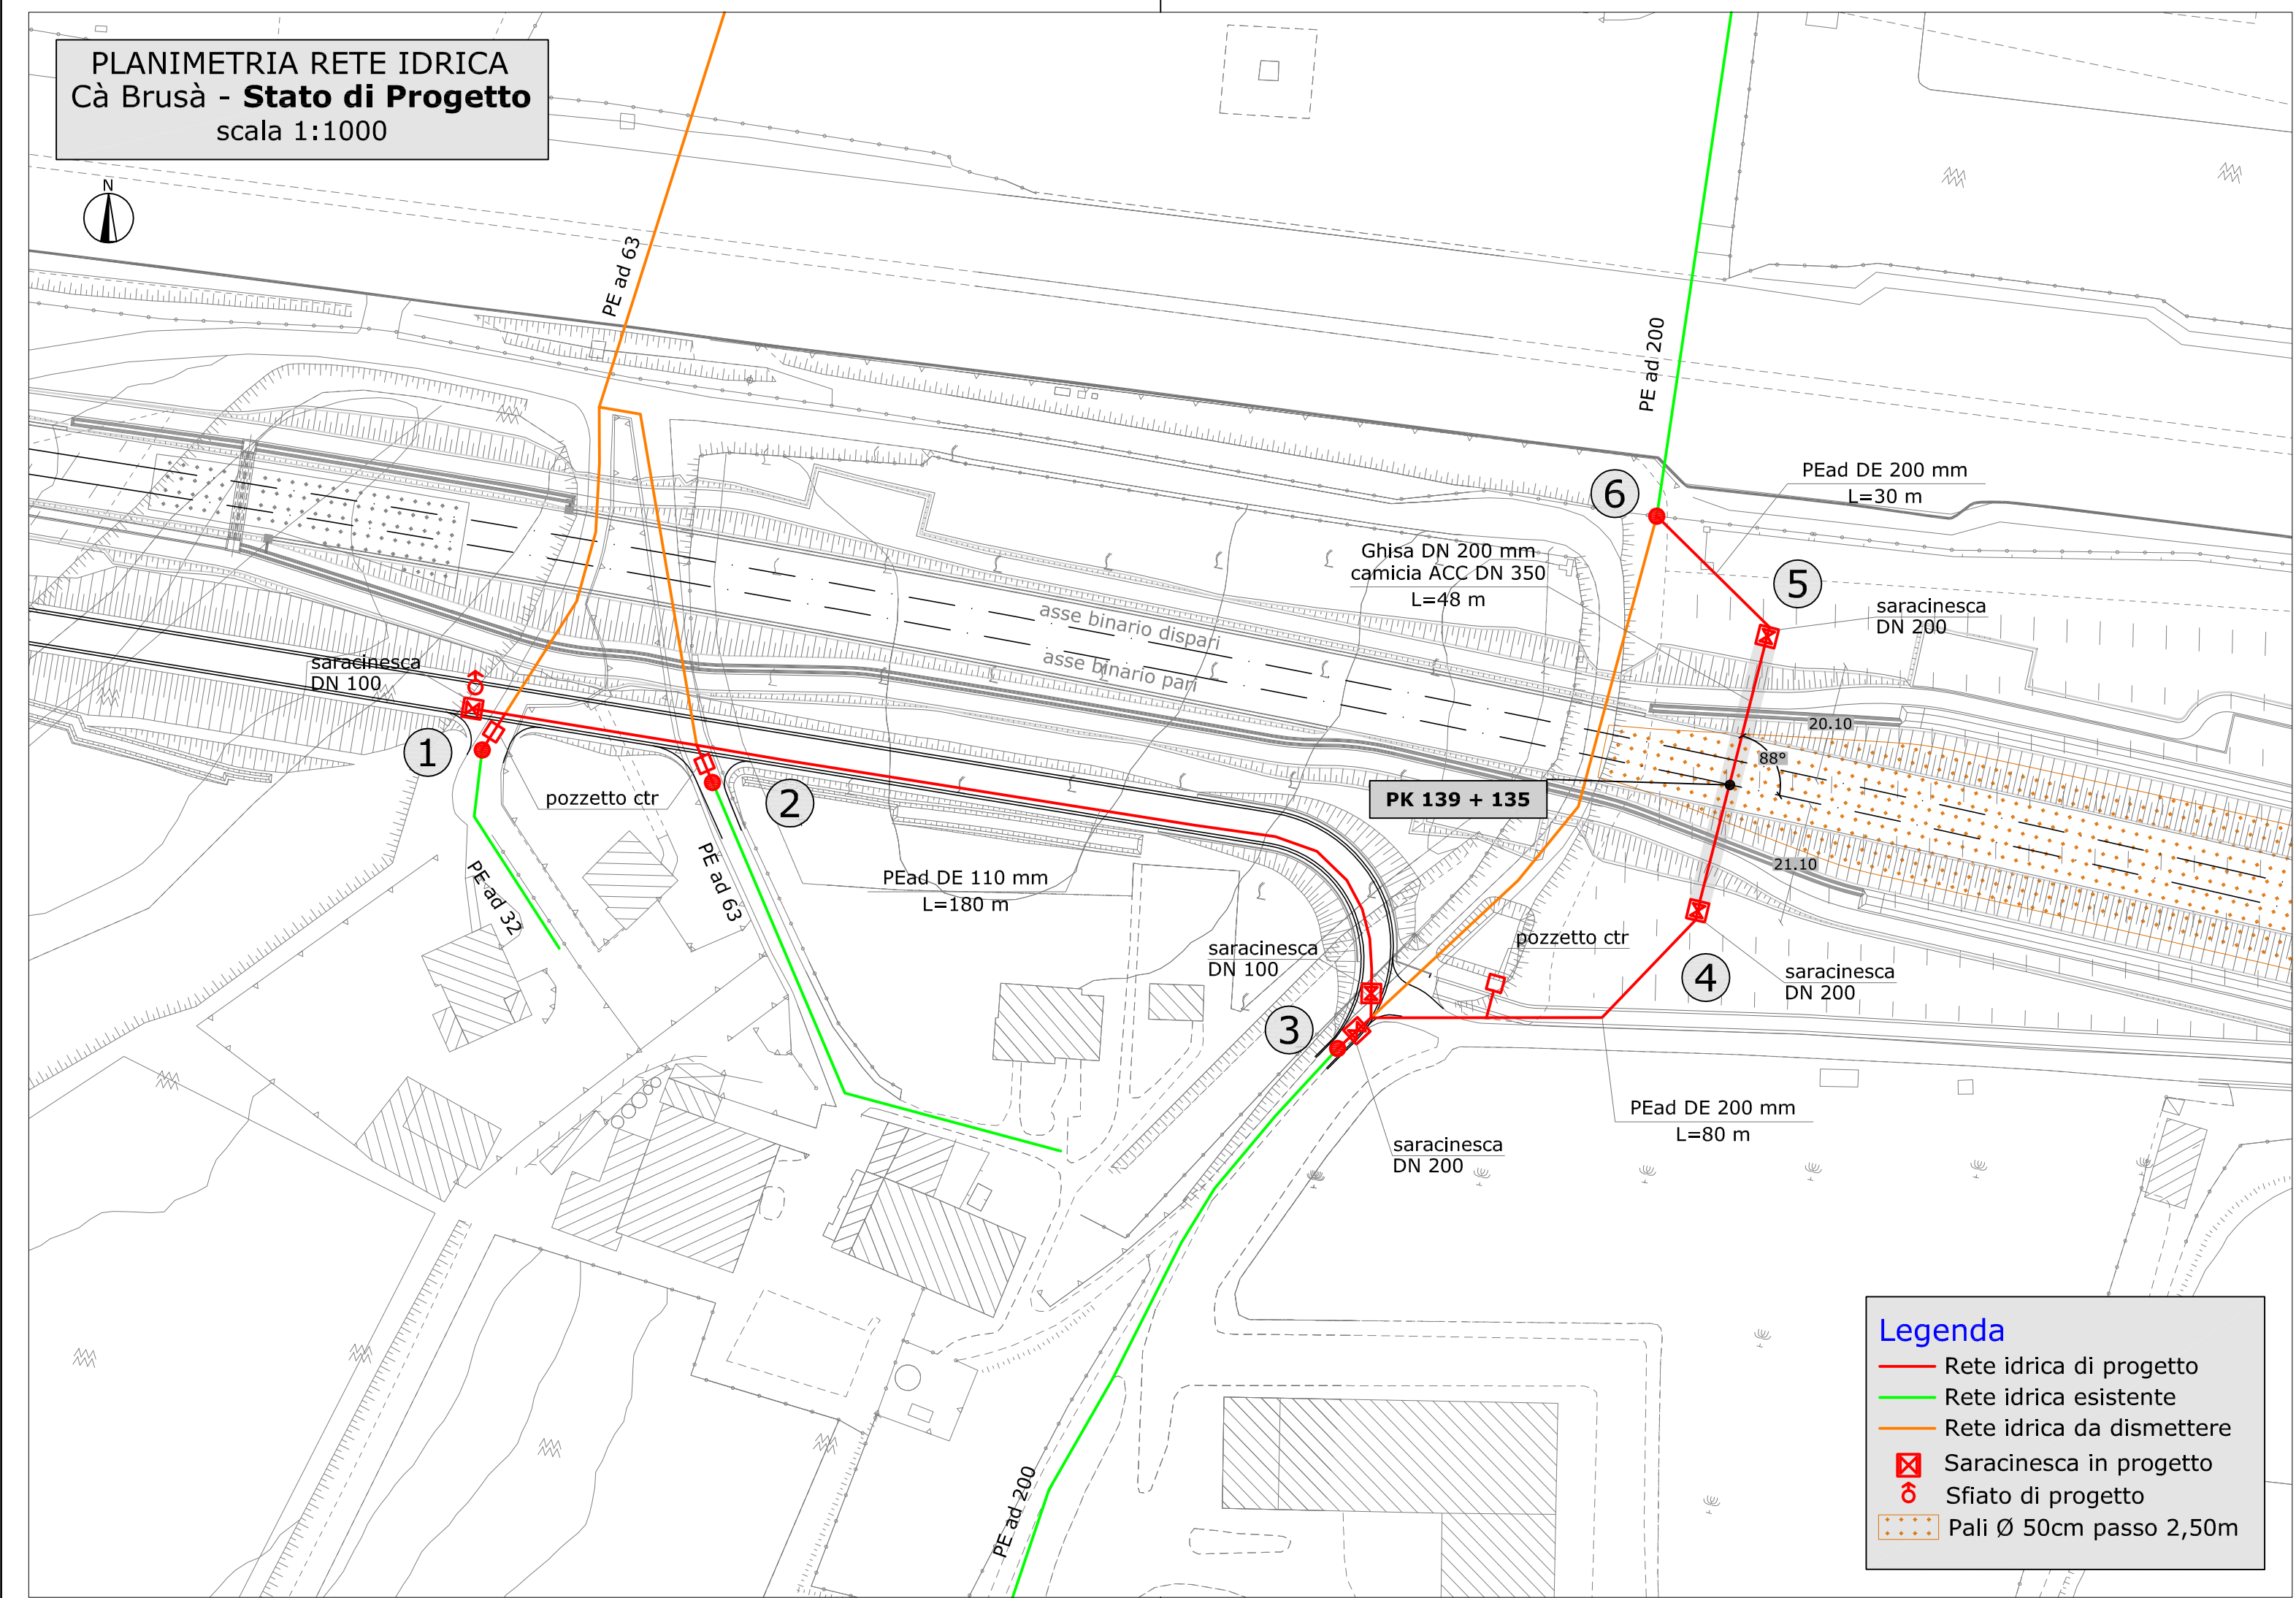 PLANIMETRIA RETE IDRICA
Cà Brusà - Stato di Progetto
scala 1:1000
N
PE ad 63
PE ad 200
PEad DE 200 mm
L=30 m
6
5
Ghisa DN 200 mm
camicia ACC DN 350
L=48 m
saracinesca
DN 200
asse binario dispari
asse binario pari
saracinesca
DN 100
20.10
88°
1
pozzetto ctr
2
PK 139 + 135
21.10
PE ad 32
PE ad 63
PEad DE 110 mm
L=180 m
saracinesca
DN 100
pozzetto ctr
4
saracinesca
DN 200
3
PEad DE 200 mm
L=80 m
saracinesca
DN 200
PE ad 200
Legenda
Rete idrica di progetto
Rete idrica esistente
Rete idrica da dismettere
Saracinesca in progetto
Sfiato di progetto
Pali Ø 50cm passo 2,50m